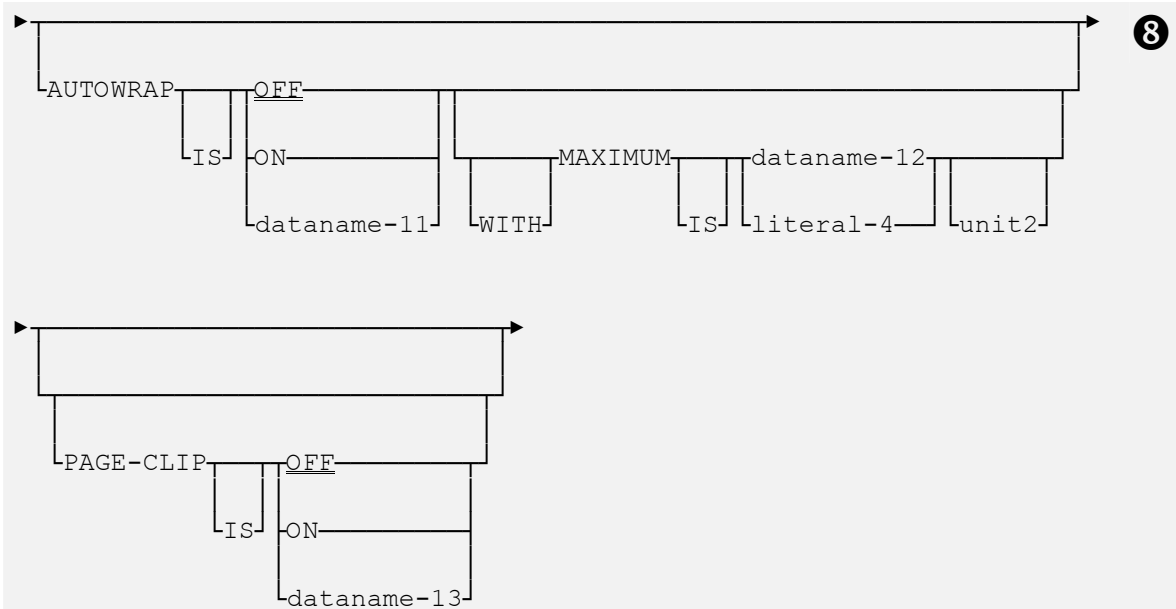 ❽
AUTOWRAP OFF
IS ON MAXIMUM dataname-12
dataname-11 WITH IS literal-4 unit2
PAGE-CLIP OFF
IS ON
dataname-13